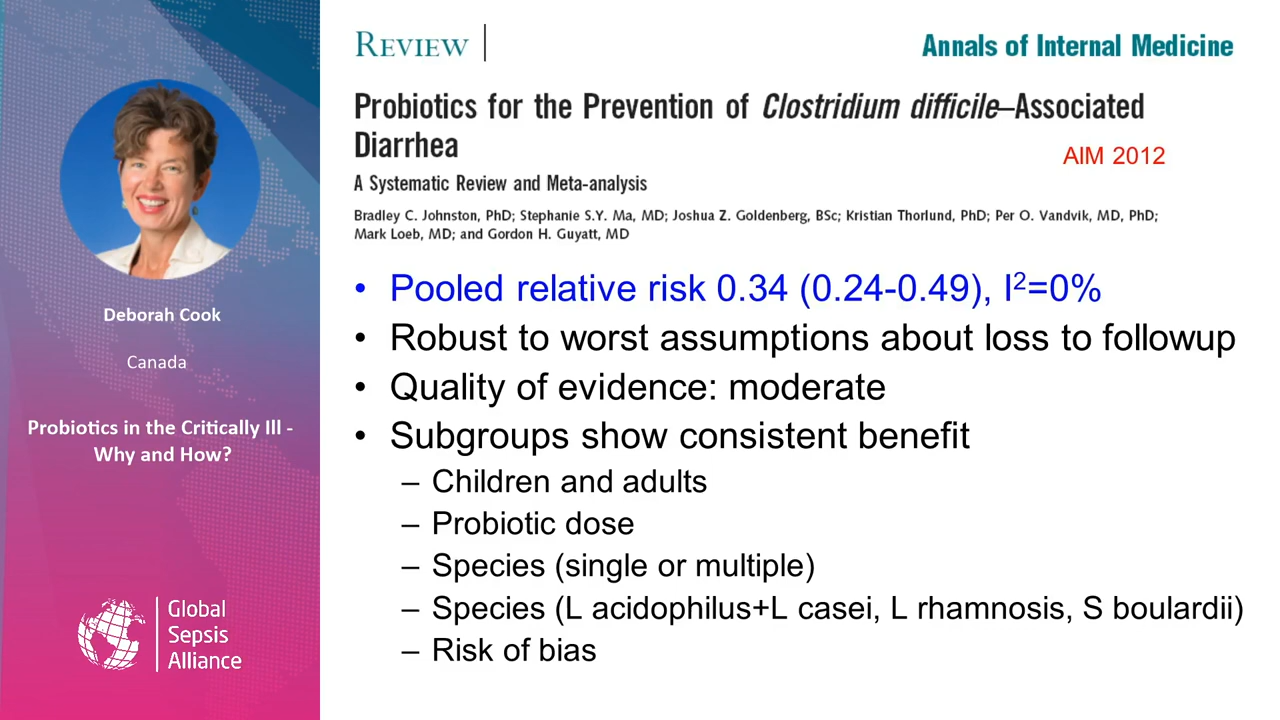 Deborah Cook
Canada
Probiotics in the Critically Ill -
Why and How?
Global
Sepsis
Alliance
REVIEW
Annals of Internal Medicine
Probiotics for the Prevention of Clostridium difficile–Associated
Diarrhea
AIM 2012
A Systematic Review and Meta-analysis
Bradley C. Johnston, PhD; Stephanie S.Y. Ma, MD; Joshua Z. Goldenberg, BSc; Kristian Thorlund, PhD; Per O. Vandvik, MD, PhD;
Mark Loeb, MD; and Gordon H. Guyatt, MD
• Pooled relative risk 0.34 (0.24-0.49), I²=0%
• Robust to worst assumptions about loss to followup
• Quality of evidence: moderate
• Subgroups show consistent benefit
– Children and adults
– Probiotic dose
– Species (single or multiple)
– Species (L acidophilus+L casei, L rhamnosis, S boulardii)
– Risk of bias